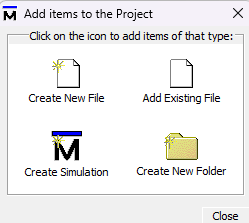 Add items to the Project
Click on the icon to add items of that type:
Create New File
Add Existing File
Create Simulation
Create New Folder
Close